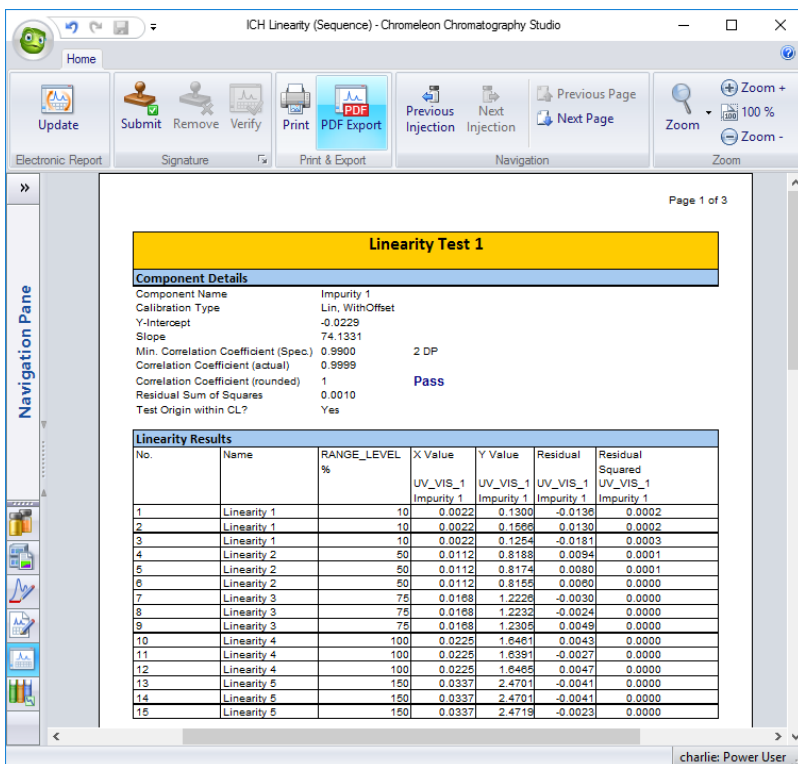 ICH Linearity (Sequence) - Chromeleon Chromatography Studio
Home
Update
Submit Remove Verify
Print PDF PDF Export
Previous Injection Next Injection
Previous Page
Next Page
Zoom
Zoom +
100 100 %
Zoom -
Electronic Report Signature Print & Export Navigation Zoom
»
Navigation Pane
Page 1 of 3
Linearity Test 1
Component Details
Component Name Impurity 1
Calibration Type Lin, WithOffset
Y-Intercept -0.0229
Slope 74.1331
Min. Correlation Coefficient (Spec.) 0.9900 2 DP
Correlation Coefficient (actual) 0.9999
Correlation Coefficient (rounded) 1 Pass
Residual Sum of Squares 0.0010
Test Origin within CL? Yes
Linearity Results
No. Name RANGE_LEVEL X Value Y Value Residual Residual
% Squared
UV_VIS_1 UV_VIS_1 UV_VIS_1 UV_VIS_1
Impurity 1 Impurity 1 Impurity 1 Impurity 1
1 Linearity 1 10 0.0022 0.1300 -0.0136 0.0002
2 Linearity 1 10 0.0022 0.1566 0.0130 0.0002
3 Linearity 1 10 0.0022 0.1254 -0.0181 0.0003
4 Linearity 2 50 0.0112 0.8188 0.0094 0.0001
5 Linearity 2 50 0.0112 0.8174 0.0080 0.0001
6 Linearity 2 50 0.0112 0.8155 0.0060 0.0000
7 Linearity 3 75 0.0168 1.2226 -0.0030 0.0000
8 Linearity 3 75 0.0168 1.2232 -0.0024 0.0000
9 Linearity 3 75 0.0168 1.2305 0.0049 0.0000
10 Linearity 4 100 0.0225 1.6461 0.0043 0.0000
11 Linearity 4 100 0.0225 1.6391 -0.0027 0.0000
12 Linearity 4 100 0.0225 1.6465 0.0047 0.0000
13 Linearity 5 150 0.0337 2.4701 -0.0041 0.0000
14 Linearity 5 150 0.0337 2.4701 -0.0041 0.0000
15 Linearity 5 150 0.0337 2.4719 -0.0023 0.0000
charlie: Power User